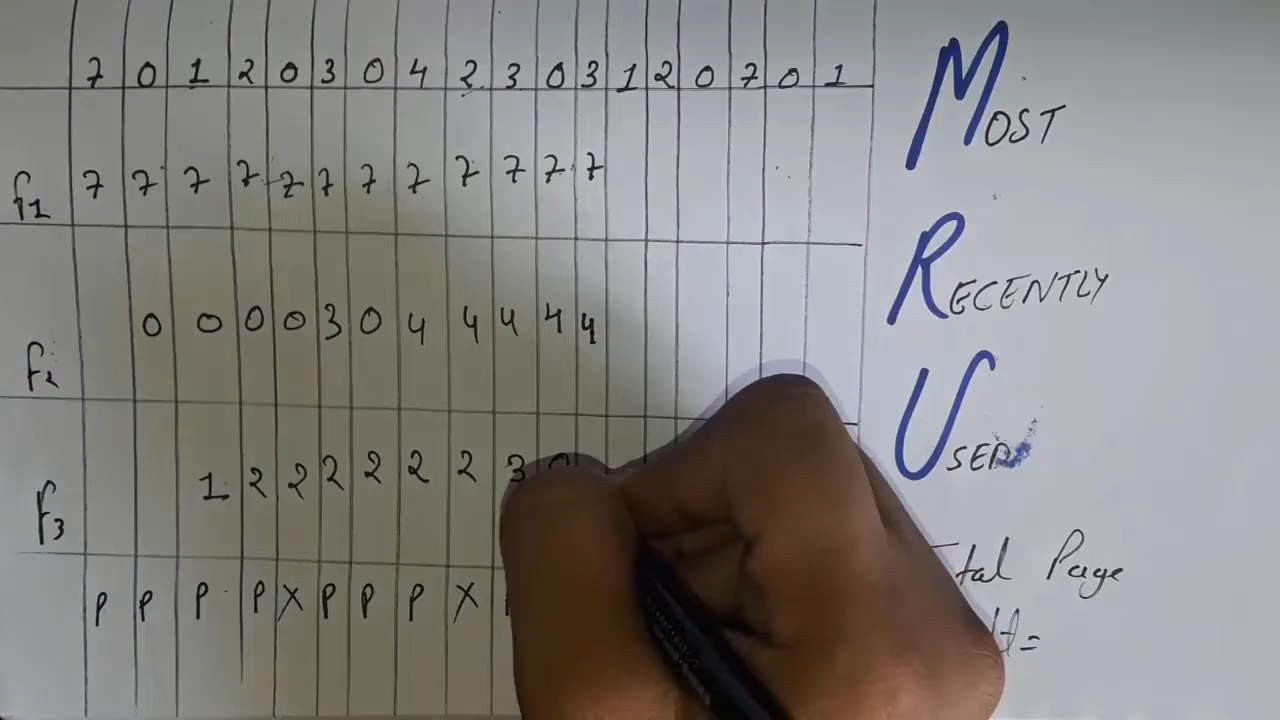 7 0 1 2 0 3 0 4 2 3 0 3 1 2 0 7 0 1
MOST
f1 7 7 7 7 7 7 7 7 7 7 7 7
RECENTLY
f2 0 0 0 0 3 0 4 4 4 4 4
USED
f3 1 2 2 2 2 2 2 3
Page
P P P P X P P P X
=